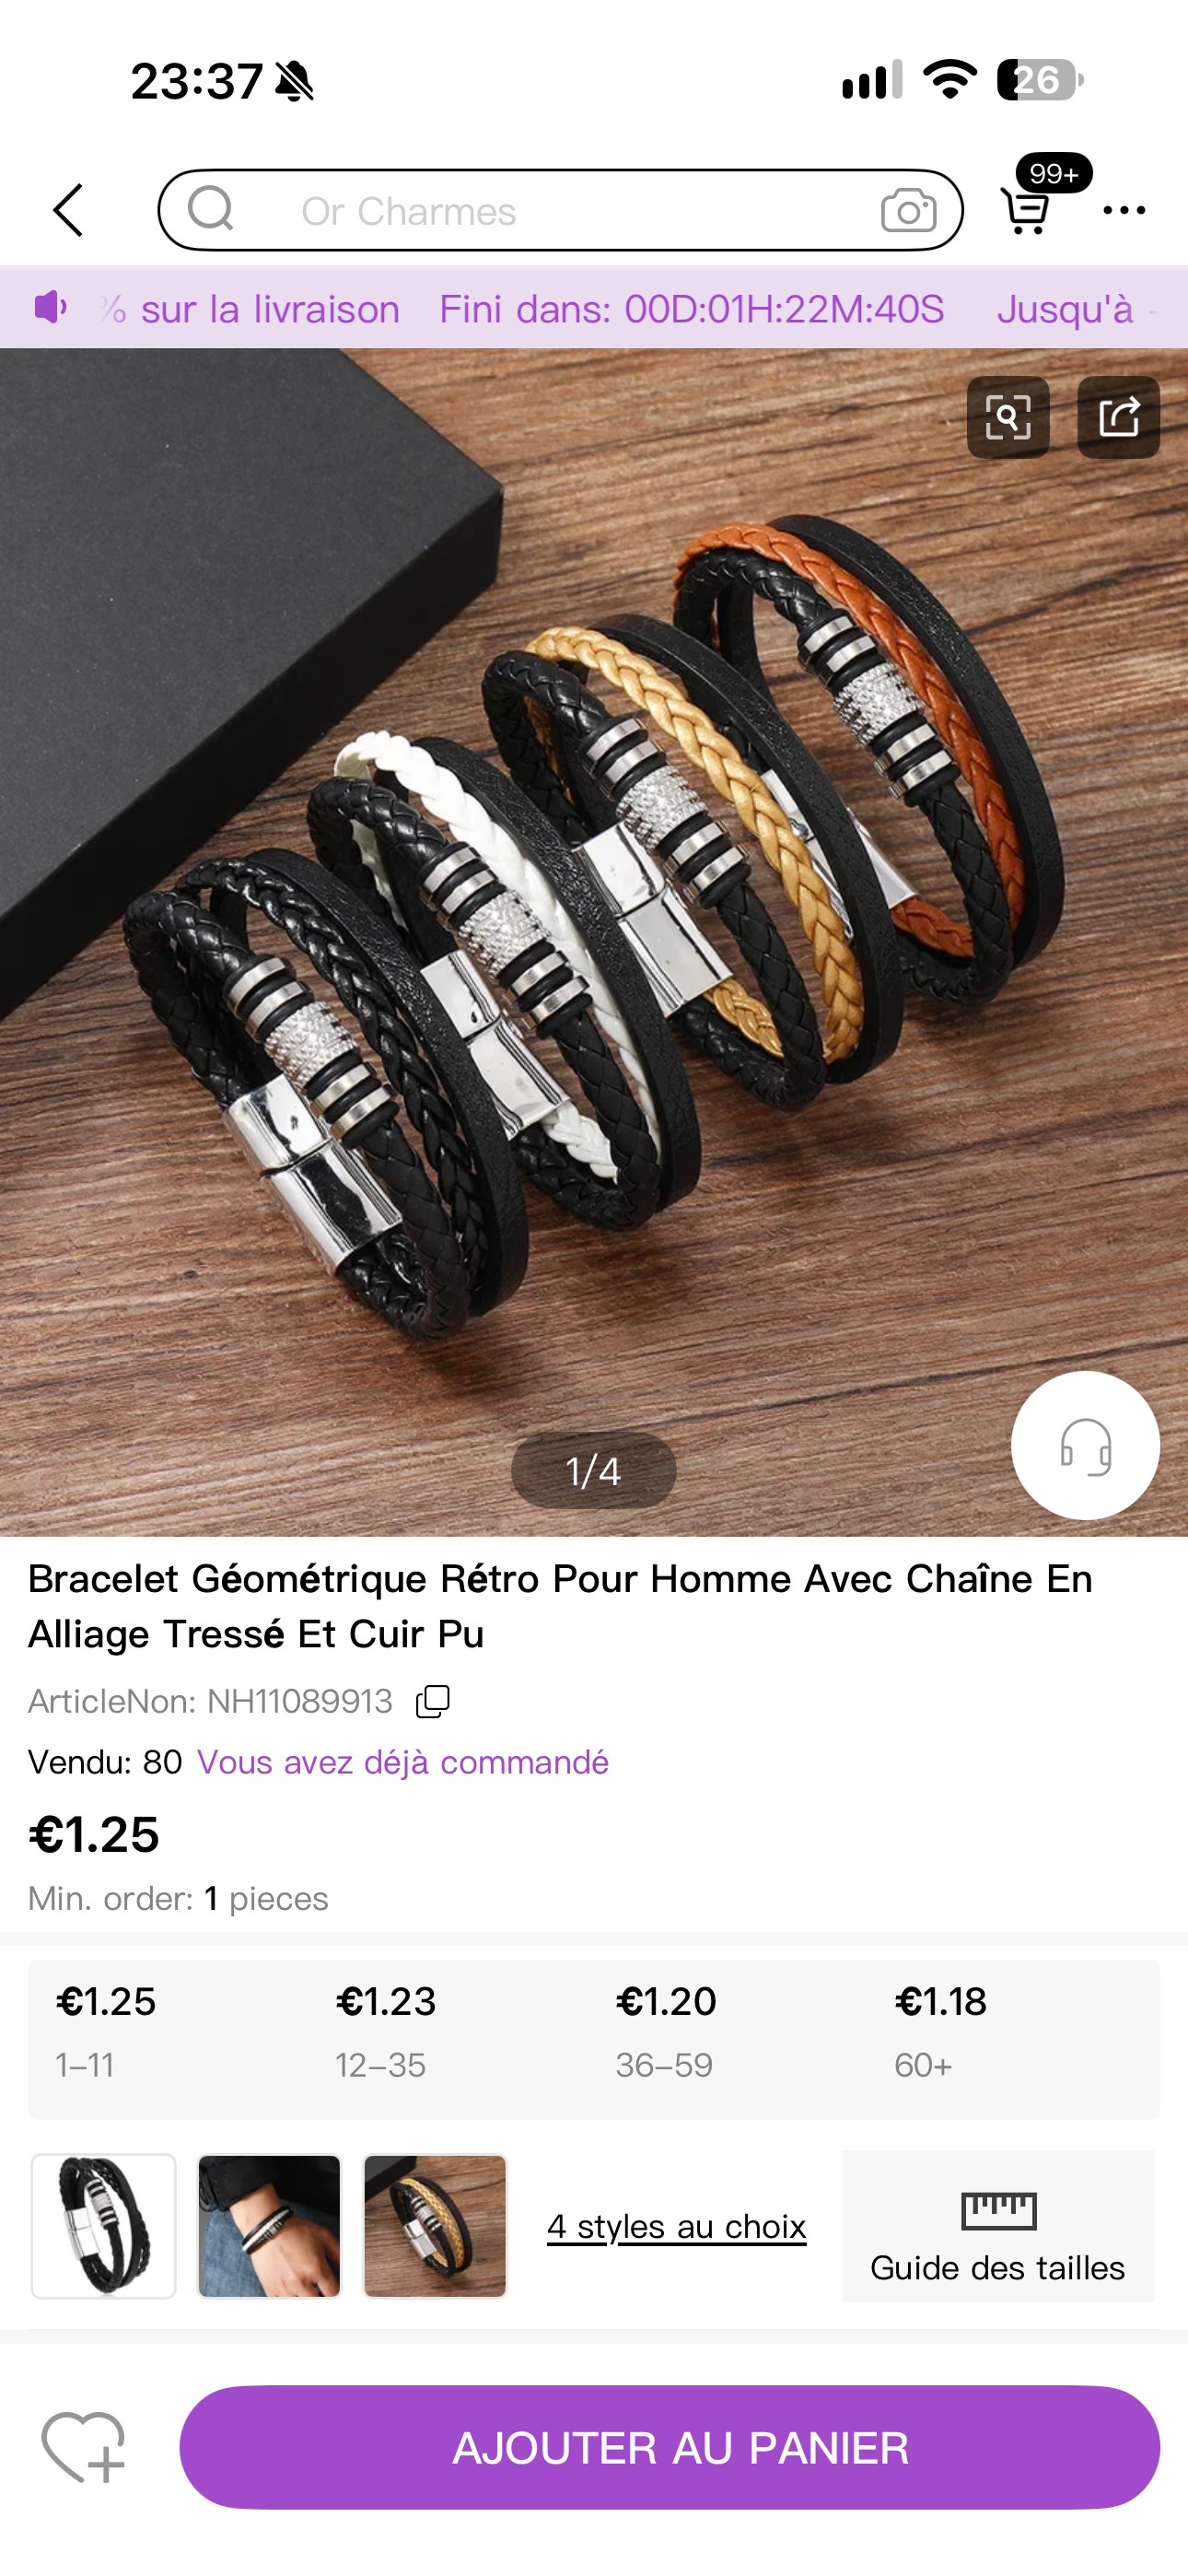 23:37
26
Or Charmes
99+
% sur la livraison Fini dans: 00D:01H:22M:40S Jusqu'à -
1/4
Bracelet Géométrique Rétro Pour Homme Avec Chaîne En
Alliage Tressé Et Cuir Pu
ArticleNon: NH11089913
Vendu: 80 Vous avez déjà commandé
€1.25
Min. order: 1 pieces
€1.25 €1.23 €1.20 €1.18
1–11 12–35 36–59 60+
4 styles au choix
Guide des tailles
AJOUTER AU PANIER